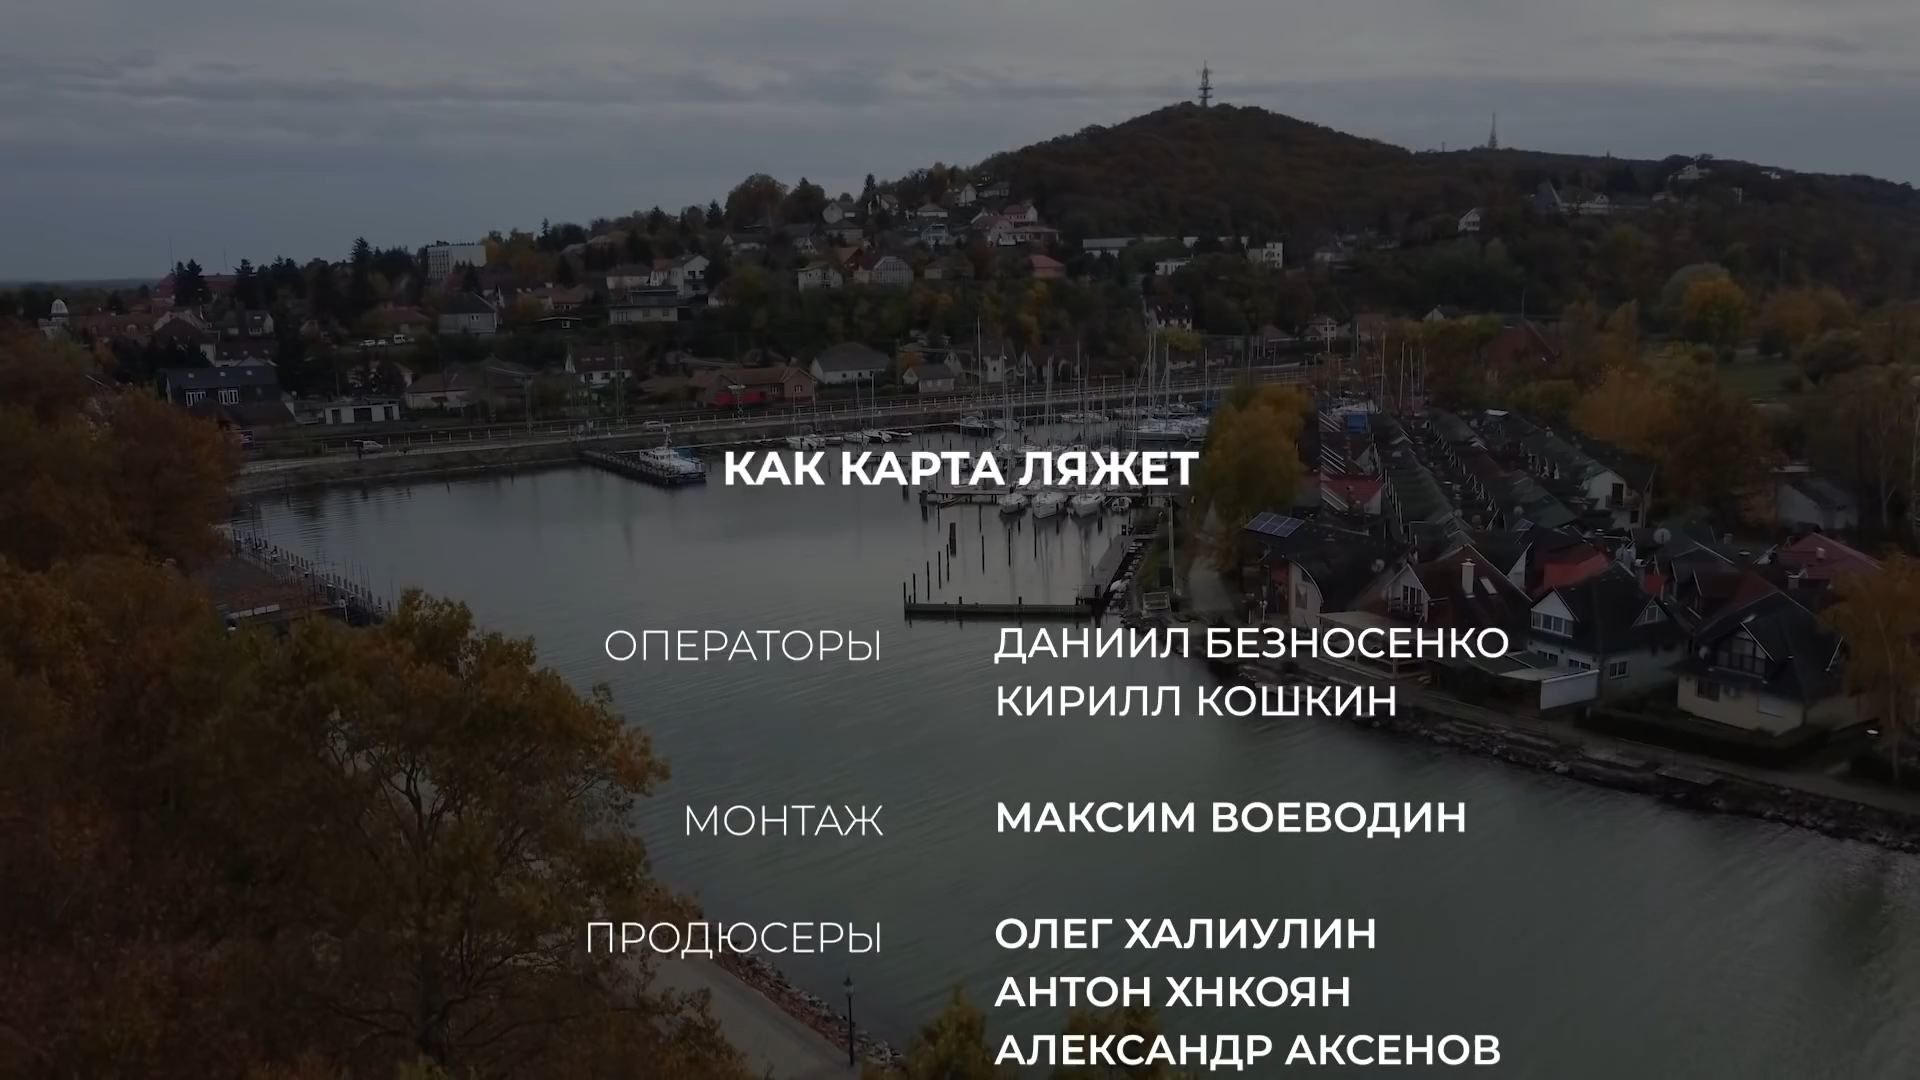 КАК КАРТА ЛЯЖЕТ
ОПЕРАТОРЫ ДАНИИЛ БЕЗНОСЕНКО
КИРИЛЛ КОШКИН
МОНТАЖ МАКСИМ ВОЕВОДИН
ПРОДЮСЕРЫ ОЛЕГ ХАЛИУЛИН
АНТОН ХНКОЯН
АЛЕКСАНДР АКСЕНОВ